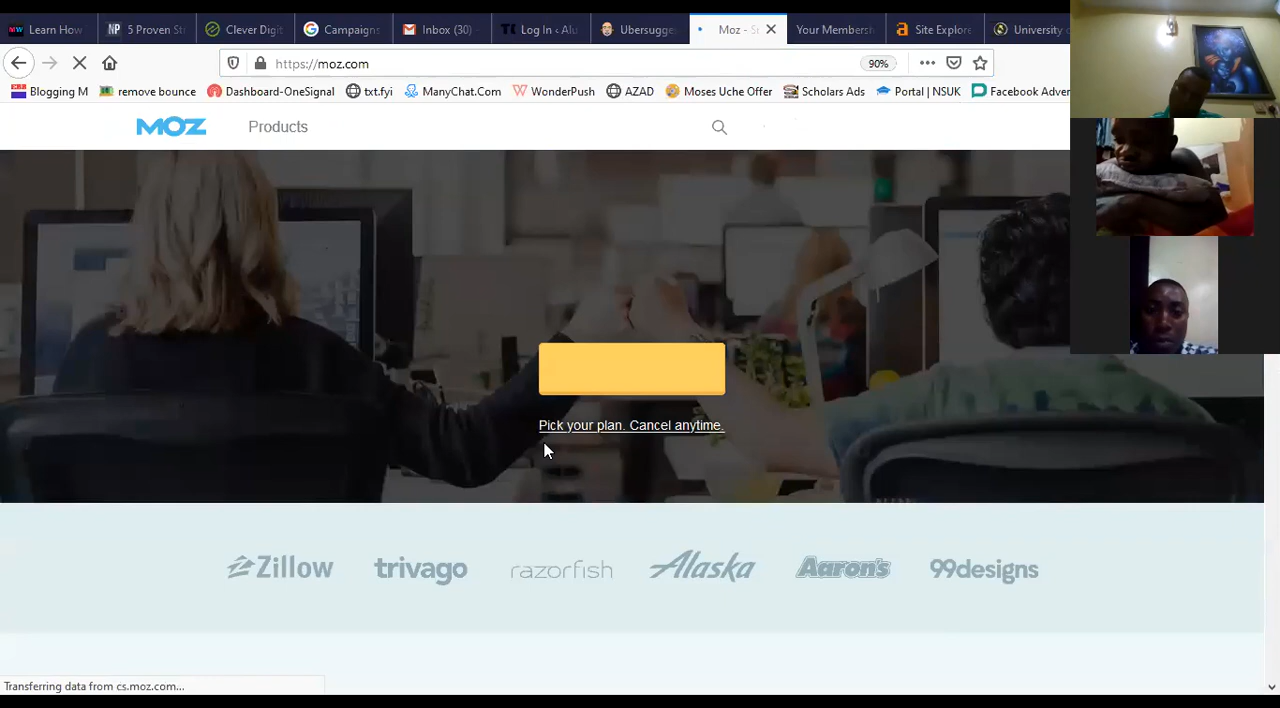 Learn How
5 Proven St
Clever Digit
Campaigns
Inbox (30)
Log In ‹ Alu
Ubersugge
Moz - S
Your Members
Site Explore
University o
https://moz.com
90%
Blogging M
remove bounce
Dashboard-OneSignal
txt.fyi
ManyChat.Com
WonderPush
AZAD
Moses Uche Offer
Scholars Ads
Portal | NSUK
Facebook Adver
MOZ
Products
Pick your plan. Cancel anytime.
Zillow
trivago
razorfish
Alaska
Aaron's
99designs
Transferring data from cs.moz.com...